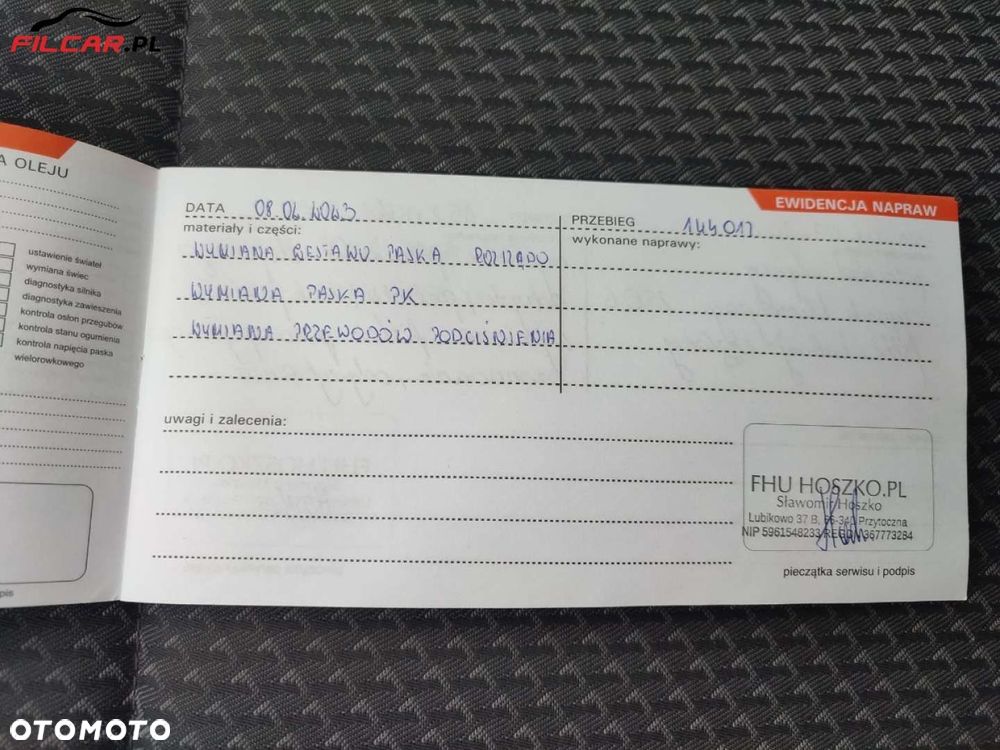 FILCAR.PL
A OLEJU
ustawienie świateł
wymiana świec
diagnostyka silnika
diagnostyka zawieszenia
kontrola osłon przegubów
kontrola stanu ogumienia
kontrola napięcia paska
wielorowkowego
pis
EWIDENCJA NAPRAW
DATA 08.06.2023
PRZEBIEG 144017
materiały i części:
wykonane naprawy:
WYMIANA ZESTAWU PASKA ROZRZĄDU
WYMIANA PASKA PK
WYMIANA PRZEWODÓW PODCIŚNIENIA
uwagi i zalecenia:
FHU HOSZKO.PL
Sławomir Hoszko
Lubikowo 37 B, 66-340 Przytoczna
NIP 5961548233 REGON 367773284
pieczątka serwisu i podpis
OTOMOTO